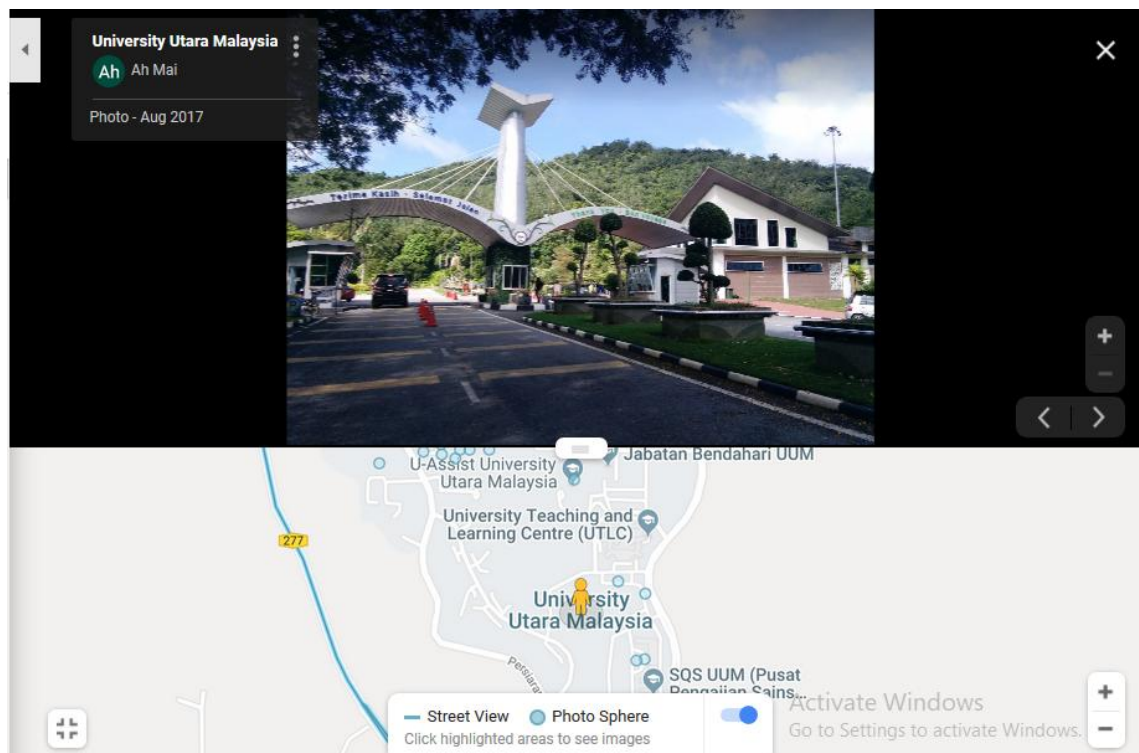 University Utara Malaysia
Ah
Ah Mai
Photo - Aug 2017
Terima Kasih - Selamat Jalan
U-Assist University
Utara Malaysia
Jabatan Bendahari UUM
University Teaching and
Learning Centre (UTLC)
277
University
Utara Malaysia
SQS UUM (Pusat
Pengajian Sains...
Street View
Photo Sphere
Click highlighted areas to see images
Activate Windows
Go to Settings to activate Windows.